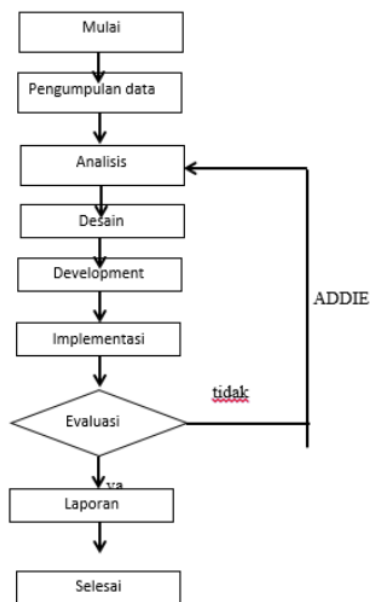 Mulai
Pengumpulan data
Analisis
Desain
Development
ADDIE
Implementasi
tidak
Evaluasi
ya
Laporan
Selesai